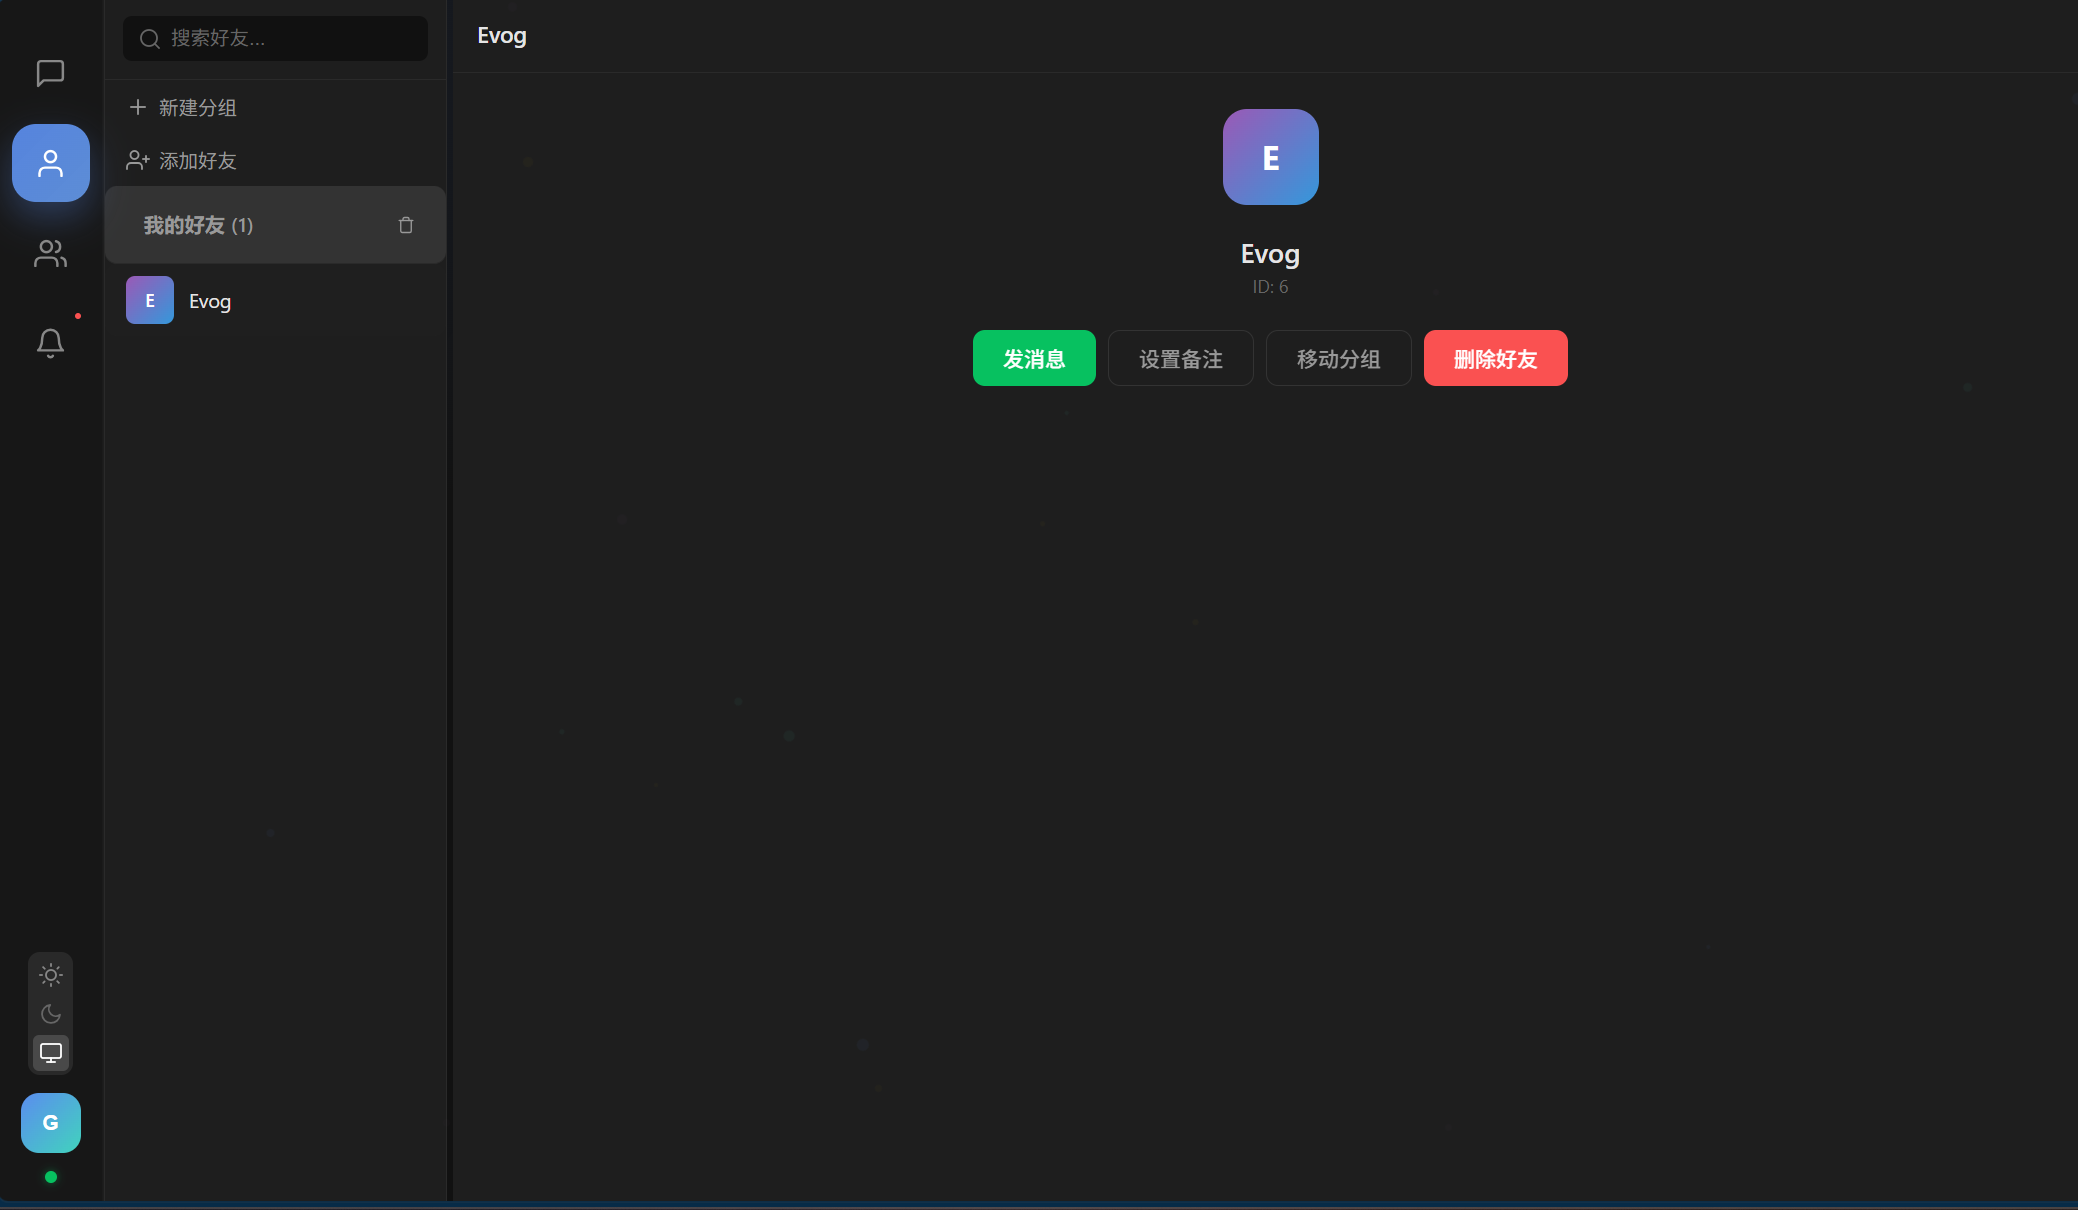 搜索好友...
新建分组
添加好友
我的好友 (1)
E
Evog
G
Evog
E
Evog
ID: 6
发消息
设置备注
移动分组
删除好友